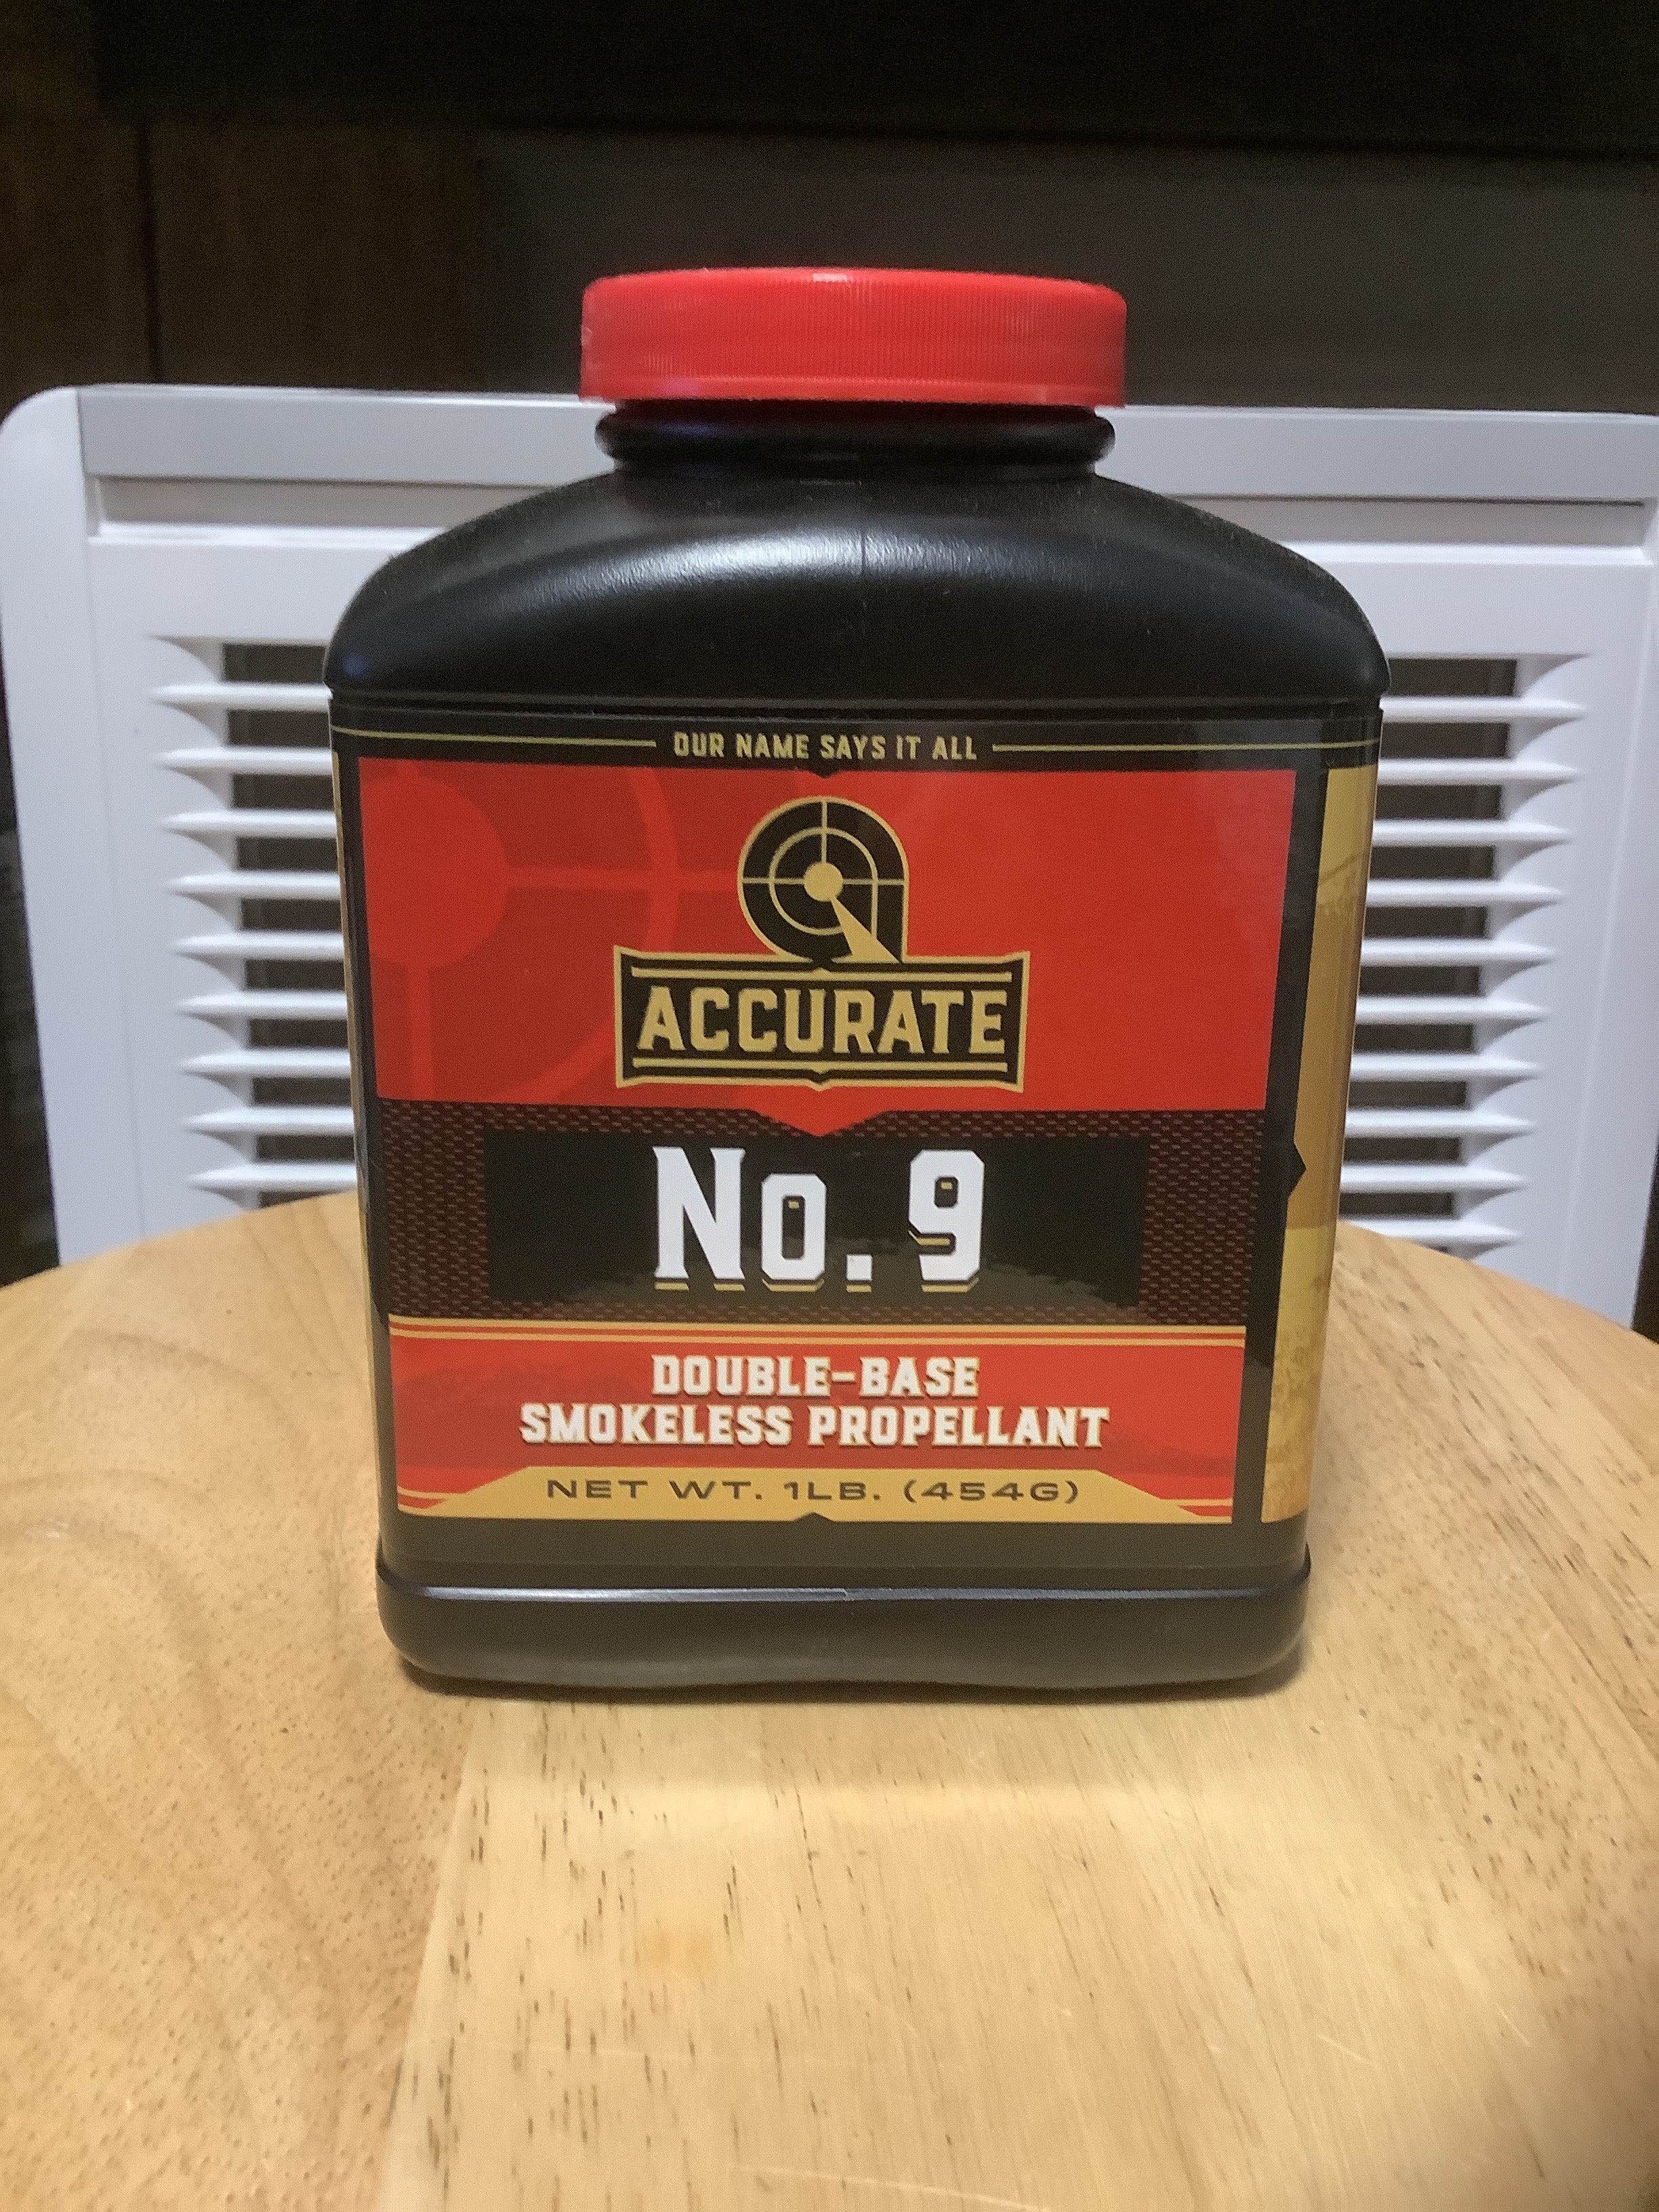 OUR NAME SAYS IT ALL
ACCURATE
No. 9
DOUBLE-BASE
SMOKELESS PROPELLANT
NET WT. 1LB. (454G)